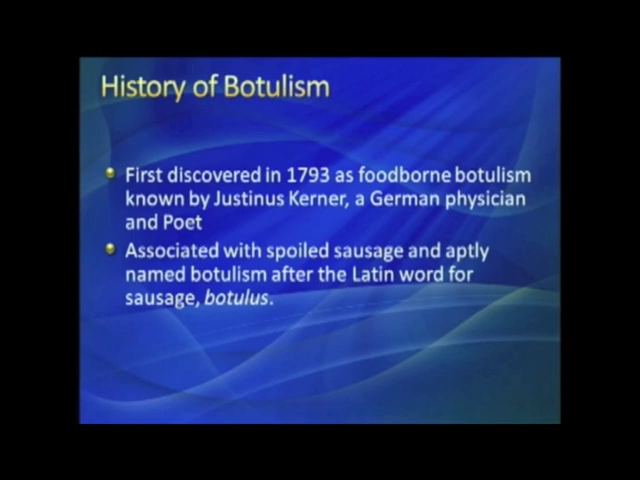 History of Botulism
First discovered in 1793 as foodborne botulism
known by Justinus Kerner, a German physician
and Poet
Associated with spoiled sausage and aptly
named botulism after the Latin word for
sausage, botulus.